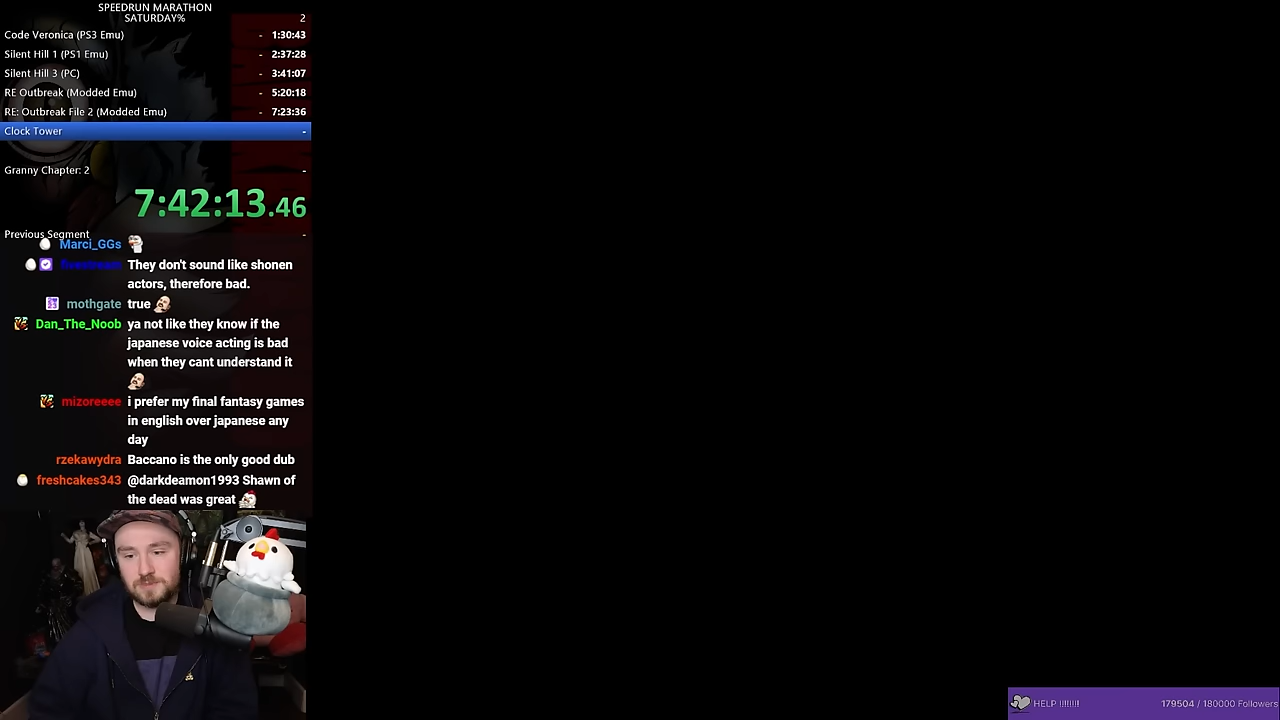 SPEEDRUN MARATHON
SATURDAY%
2
Code Veronica (PS3 Emu) - 1:30:43
Silent Hill 1 (PS1 Emu) - 2:37:28
Silent Hill 3 (PC) - 3:41:07
RE Outbreak (Modded Emu) - 5:20:18
RE: Outbreak File 2 (Modded Emu) - 7:23:36
Clock Tower -
Granny Chapter: 2 -
7:42:13.46
Previous Segment -
Marci_GGs
They don't sound like shonen
actors, therefore bad.
mothgate true
Dan_The_Noob ya not like they know if the
japanese voice acting is bad
when they cant understand it
mizoreeee i prefer my final fantasy games
in english over japanese any
day
rzekawydra Baccano is the only good dub
freshcakes343 @darkdeamon1993 Shawn of
the dead was great
HELP !!!!!!! 179504 / 180000 Followers